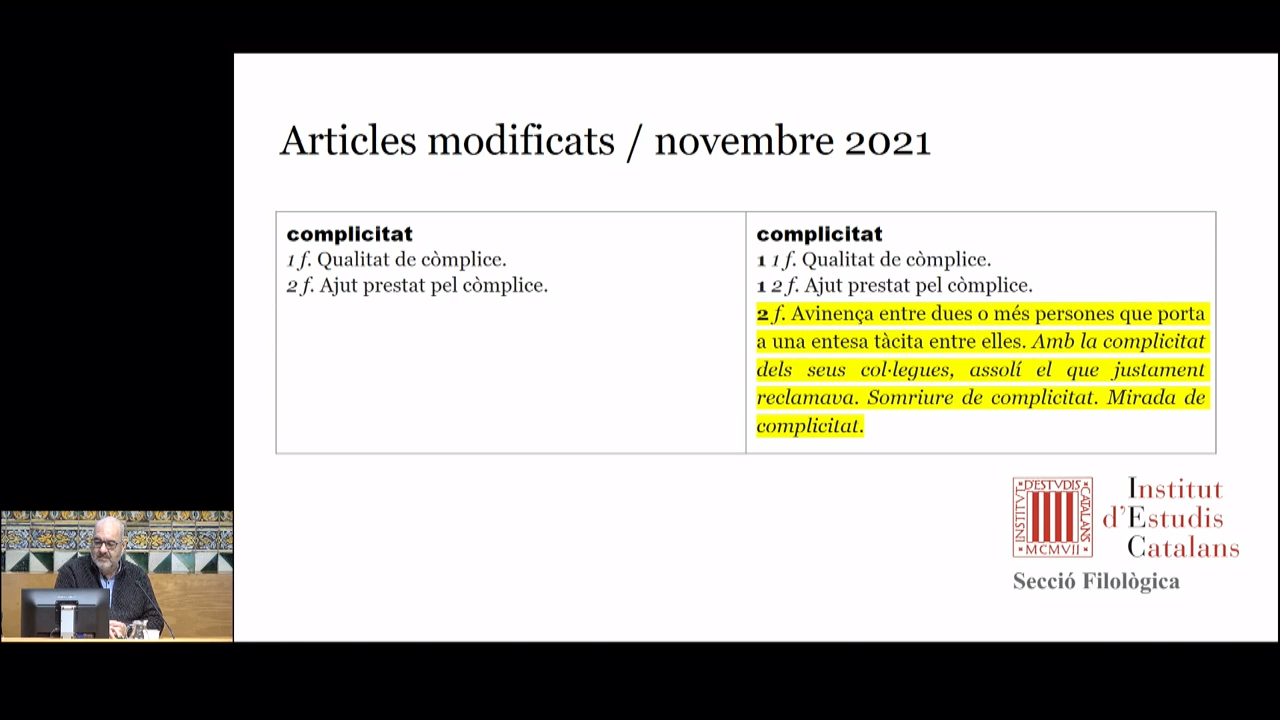 Articles modificats / novembre 2021
complicitat
1 f. Qualitat de còmplice.
2 f. Ajut prestat pel còmplice.
complicitat
1 1 f. Qualitat de còmplice.
1 2 f. Ajut prestat pel còmplice.
2 f. Avinença entre dues o més persones que porta
a una entesa tàcita entre elles. Amb la complicitat
dels seus col·legues, assolí el que justament
reclamava. Somriure de complicitat. Mirada de
complicitat.
INSTITVT D'ESTVDIS CATALANS
MCMVII
Institut
d'Estudis
Catalans
Secció Filològica